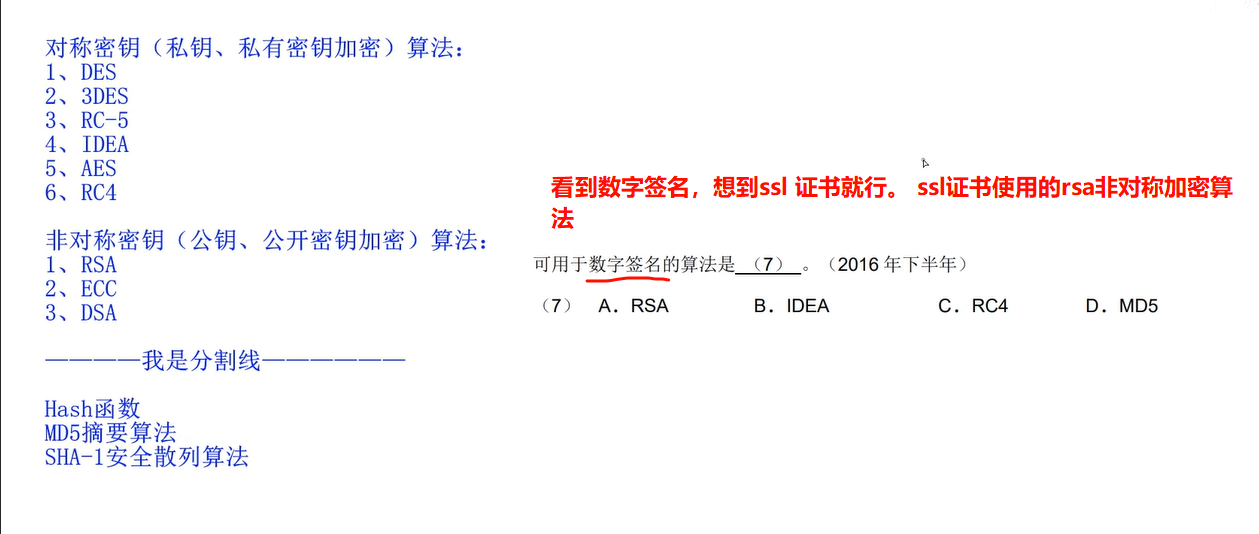 对称密钥（私钥、私有密钥加密）算法：
1、DES
2、3DES
3、RC-5
4、IDEA
5、AES
6、RC4
非对称密钥（公钥、公开密钥加密）算法：
1、RSA
2、ECC
3、DSA
————我是分割线——————
Hash函数
MD5摘要算法
SHA-1安全散列算法
看到数字签名，想到ssl 证书就行。 ssl证书使用的rsa非对称加密算
法
可用于数字签名的算法是（7）。（2016 年下半年）
（7） A．RSA B．IDEA C．RC4 D．MD5